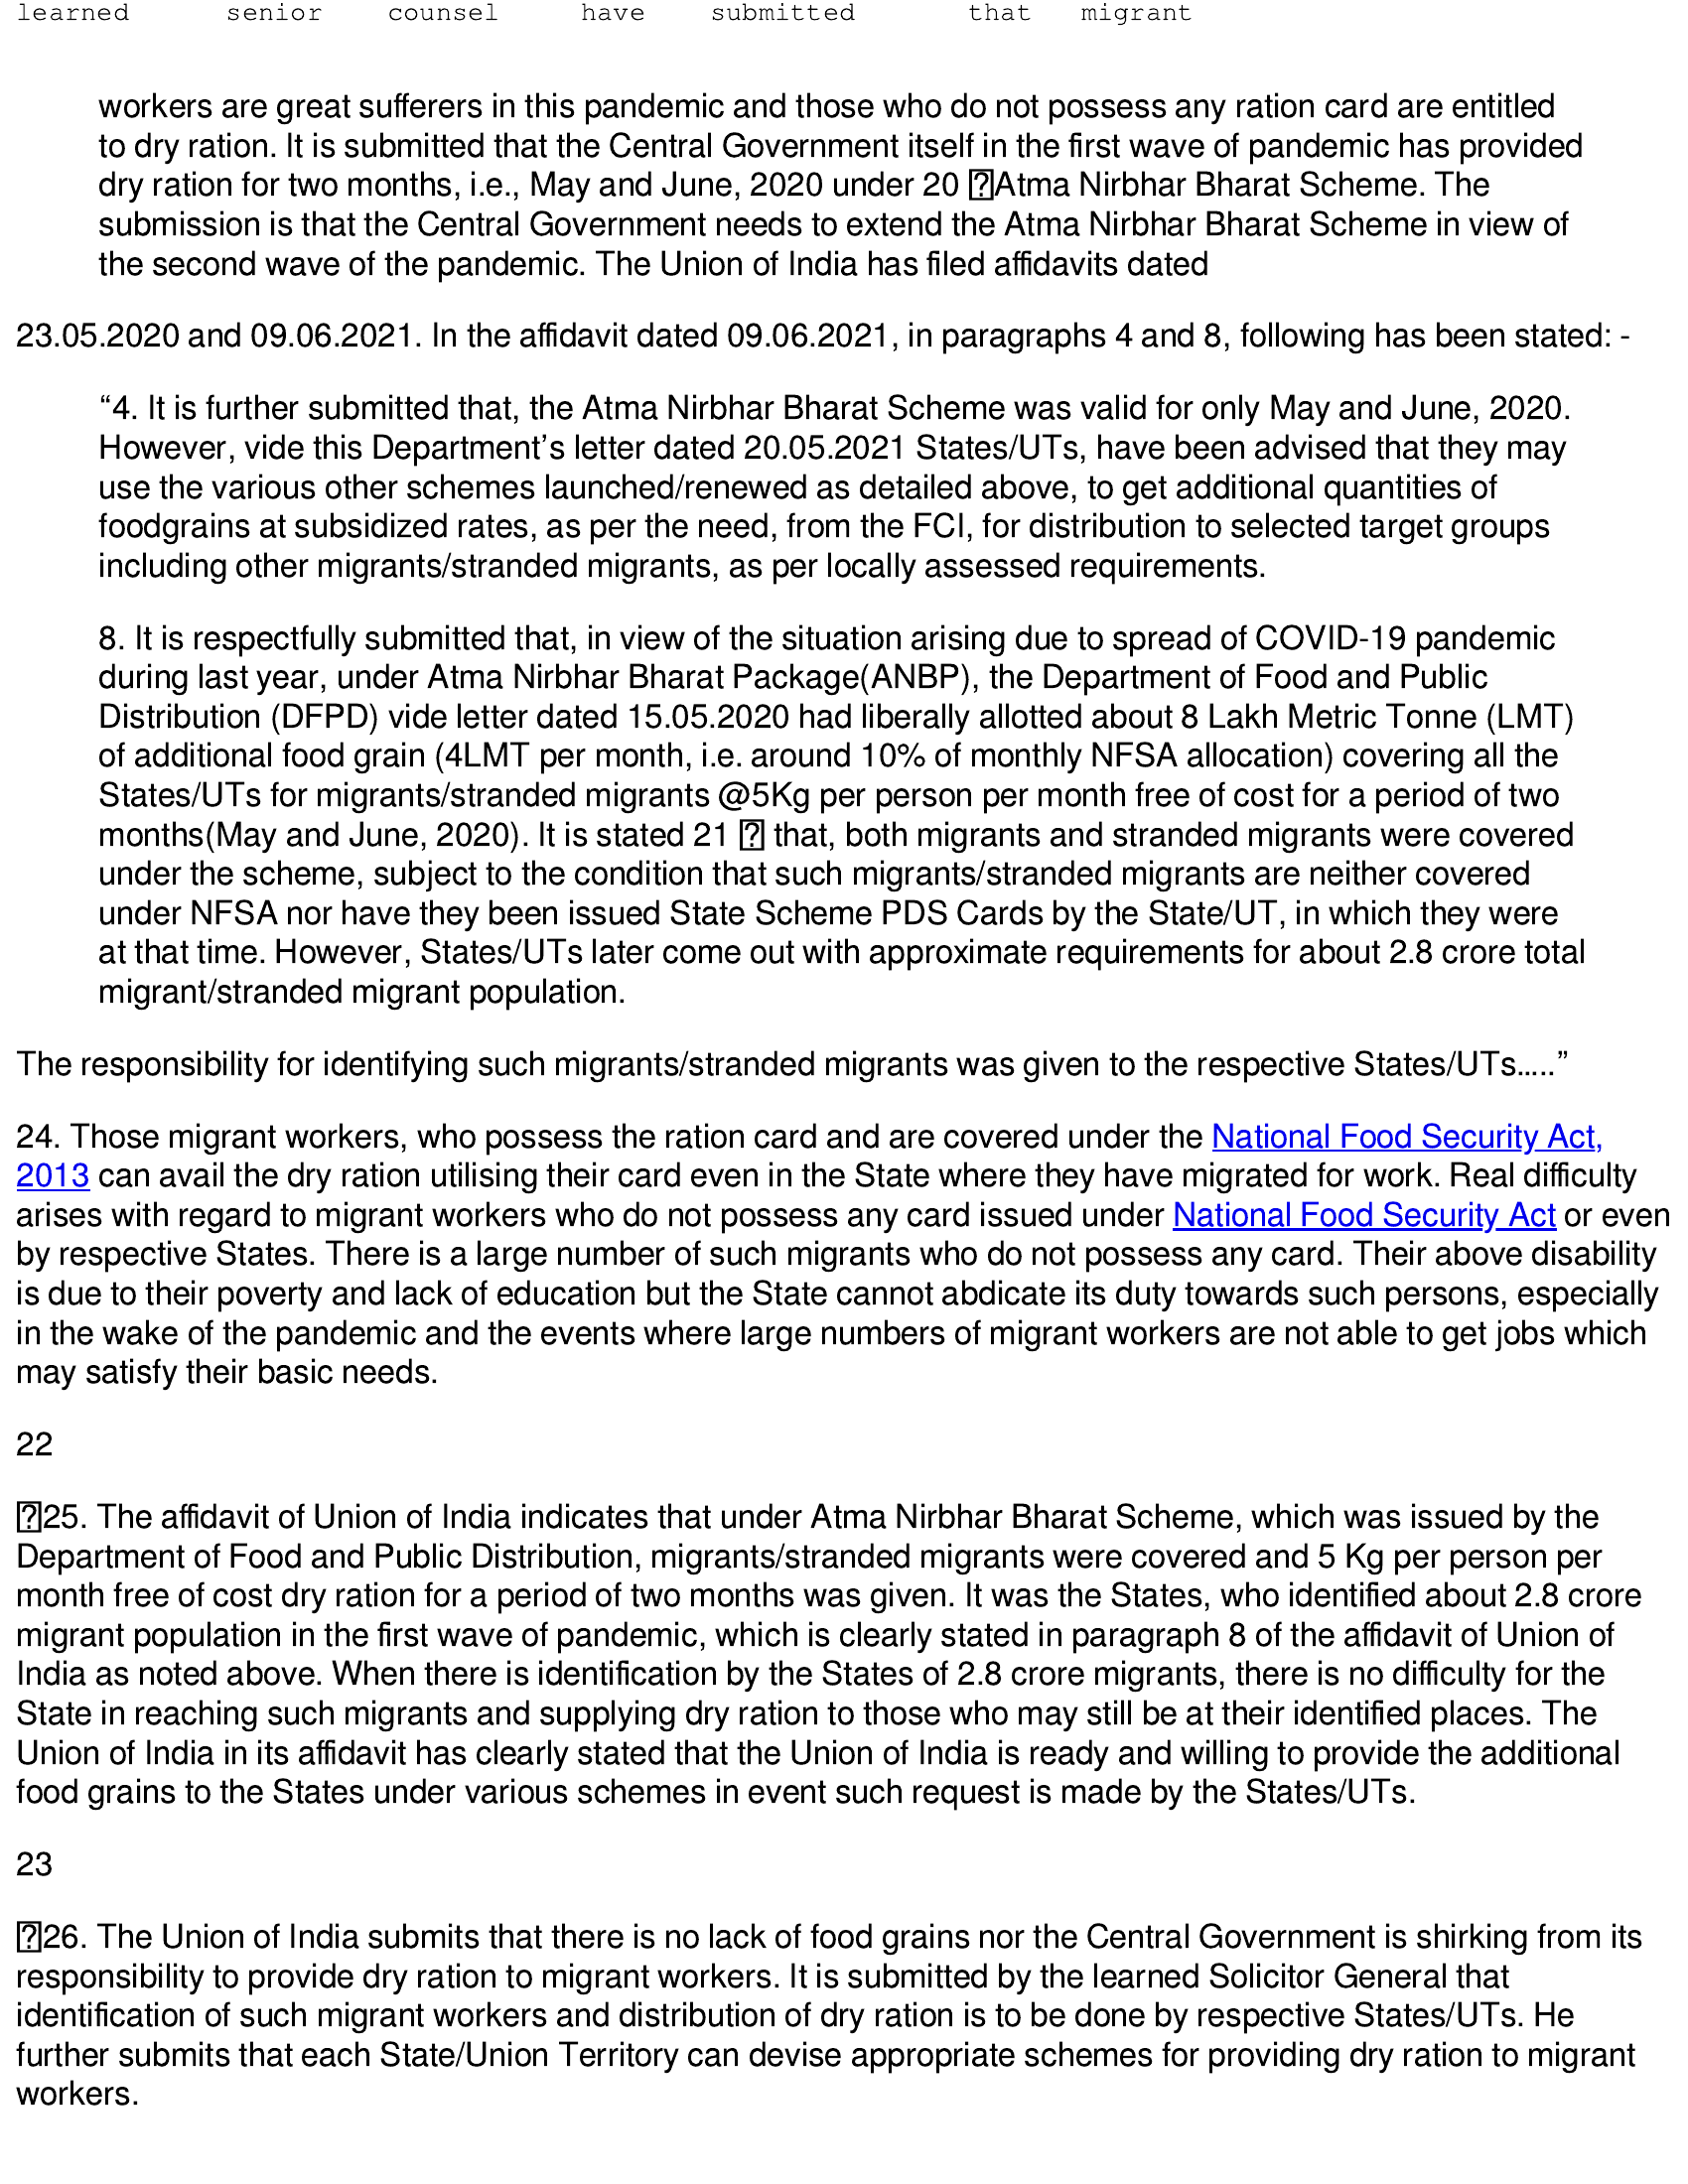 learned senior counsel have submitted that migrant
workers are great sufferers in this pandemic and those who do not possess any ration card are entitled
to dry ration. It is submitted that the Central Government itself in the first wave of pandemic has provided
dry ration for two months, i.e., May and June, 2020 under 20 Atma Nirbhar Bharat Scheme. The
submission is that the Central Government needs to extend the Atma Nirbhar Bharat Scheme in view of
the second wave of the pandemic. The Union of India has filed affidavits dated
23.05.2020 and 09.06.2021. In the affidavit dated 09.06.2021, in paragraphs 4 and 8, following has been stated: -
“4. It is further submitted that, the Atma Nirbhar Bharat Scheme was valid for only May and June, 2020.
However, vide this Department’s letter dated 20.05.2021 States/UTs, have been advised that they may
use the various other schemes launched/renewed as detailed above, to get additional quantities of
foodgrains at subsidized rates, as per the need, from the FCI, for distribution to selected target groups
including other migrants/stranded migrants, as per locally assessed requirements.
8. It is respectfully submitted that, in view of the situation arising due to spread of COVID-19 pandemic
during last year, under Atma Nirbhar Bharat Package(ANBP), the Department of Food and Public
Distribution (DFPD) vide letter dated 15.05.2020 had liberally allotted about 8 Lakh Metric Tonne (LMT)
of additional food grain (4LMT per month, i.e. around 10% of monthly NFSA allocation) covering all the
States/UTs for migrants/stranded migrants @5Kg per person per month free of cost for a period of two
months(May and June, 2020). It is stated 21 that, both migrants and stranded migrants were covered
under the scheme, subject to the condition that such migrants/stranded migrants are neither covered
under NFSA nor have they been issued State Scheme PDS Cards by the State/UT, in which they were
at that time. However, States/UTs later come out with approximate requirements for about 2.8 crore total
migrant/stranded migrant population.
The responsibility for identifying such migrants/stranded migrants was given to the respective States/UTs.....”
24. Those migrant workers, who possess the ration card and are covered under the National Food Security Act,
2013 can avail the dry ration utilising their card even in the State where they have migrated for work. Real difficulty
arises with regard to migrant workers who do not possess any card issued under National Food Security Act or even
by respective States. There is a large number of such migrants who do not possess any card. Their above disability
is due to their poverty and lack of education but the State cannot abdicate its duty towards such persons, especially
in the wake of the pandemic and the events where large numbers of migrant workers are not able to get jobs which
may satisfy their basic needs.
22
25. The affidavit of Union of India indicates that under Atma Nirbhar Bharat Scheme, which was issued by the
Department of Food and Public Distribution, migrants/stranded migrants were covered and 5 Kg per person per
month free of cost dry ration for a period of two months was given. It was the States, who identified about 2.8 crore
migrant population in the first wave of pandemic, which is clearly stated in paragraph 8 of the affidavit of Union of
India as noted above. When there is identification by the States of 2.8 crore migrants, there is no difficulty for the
State in reaching such migrants and supplying dry ration to those who may still be at their identified places. The
Union of India in its affidavit has clearly stated that the Union of India is ready and willing to provide the additional
food grains to the States under various schemes in event such request is made by the States/UTs.
23
26. The Union of India submits that there is no lack of food grains nor the Central Government is shirking from its
responsibility to provide dry ration to migrant workers. It is submitted by the learned Solicitor General that
identification of such migrant workers and distribution of dry ration is to be done by respective States/UTs. He
further submits that each State/Union Territory can devise appropriate schemes for providing dry ration to migrant
workers.